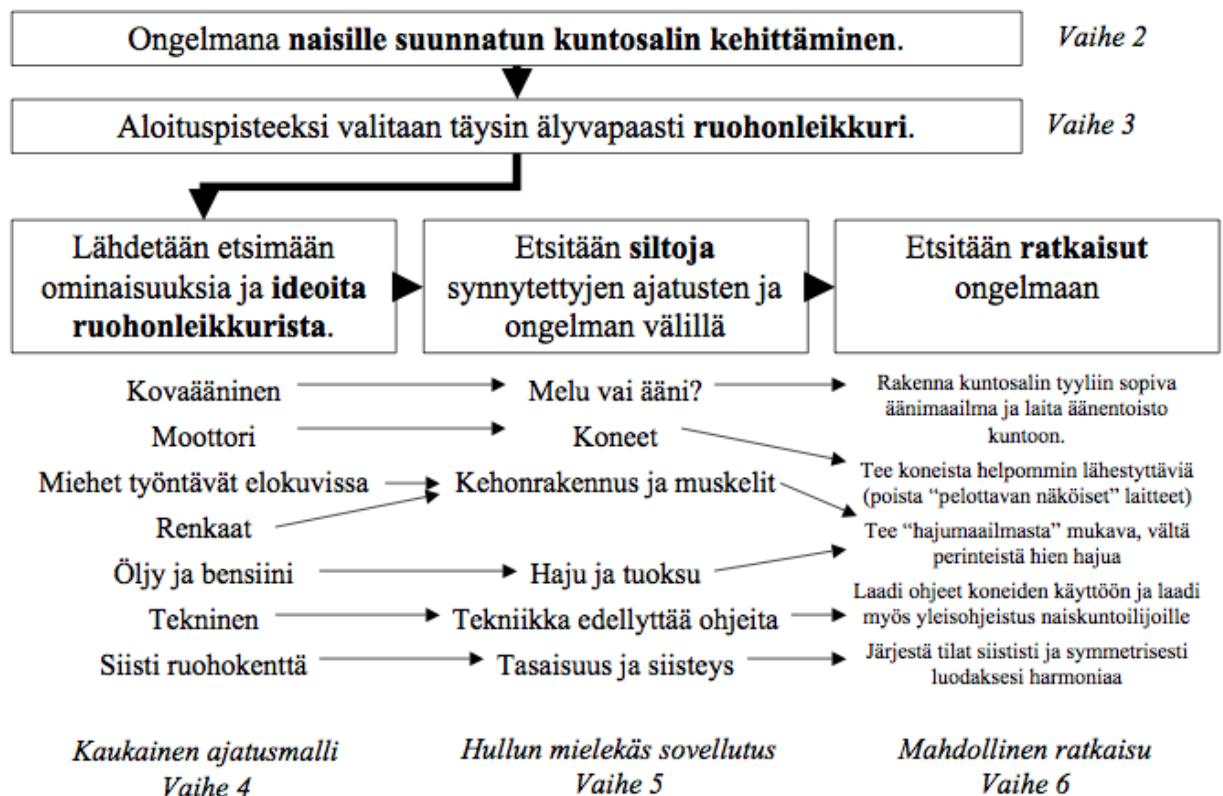 Ongelmana naisille suunnatun kuntosalin kehittäminen.
Vaihe 2
Aloituspisteeksi valitaan täysin älyvapaasti ruohonleikkuri.
Vaihe 3
Lähdetään etsimään
ominaisuuksia ja ideoita
ruohonleikkurista.
Etsitään siltoja
synnytettyjen ajatusten ja
ongelman välillä
Etsitään ratkaisut
ongelmaan
Kovaääninen
Moottori
Miehet työntävät elokuvissa
Renkaat
Öljy ja bensiini
Tekninen
Siisti ruohokenttä
Melu vai ääni?
Koneet
Kehonrakennus ja muskelit
Haju ja tuoksu
Tekniikka edellyttää ohjeita
Tasaisuus ja siisteys
Rakenna kuntosalin tyyliin sopiva
äänimaailma ja laita äänentoisto
kuntoon.
Tee koneista helpommin lähestyttäviä
(poista “pelottavan näköiset” laitteet)
Tee “hajumaailmasta” mukava, vältä
perinteistä hien hajua
Laadi ohjeet koneiden käyttöön ja laadi
myös yleisohjeistus naiskuntoilijoille
Järjestä tilat siististi ja symmetrisesti
luodaksesi harmoniaa
Kaukainen ajatusmalli
Vaihe 4
Hullun mielekäs sovellutus
Vaihe 5
Mahdollinen ratkaisu
Vaihe 6